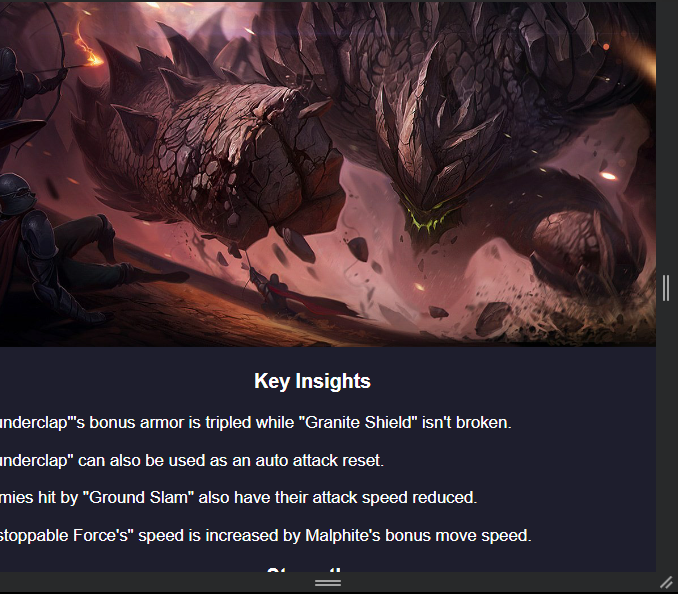 Key Insights
underclap"'s bonus armor is tripled while "Granite Shield" isn't broken.
underclap" can also be used as an auto attack reset.
mies hit by "Ground Slam" also have their attack speed reduced.
stoppable Force's" speed is increased by Malphite's bonus move speed.